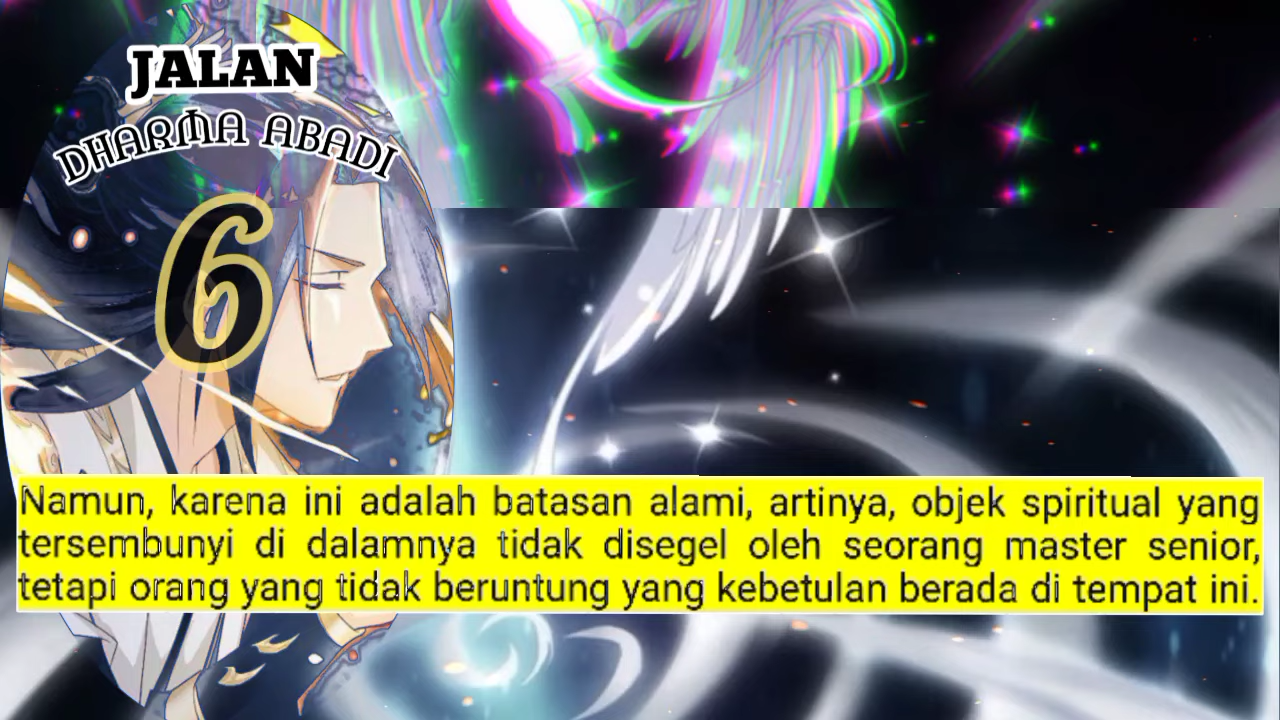 JALAN
DHARMA ABADI
6
Namun, karena ini adalah batasan alami, artinya, objek spiritual yang
tersembunyi di dalamnya tidak disegel oleh seorang master senior,
tetapi orang yang tidak beruntung yang kebetulan berada di tempat ini.